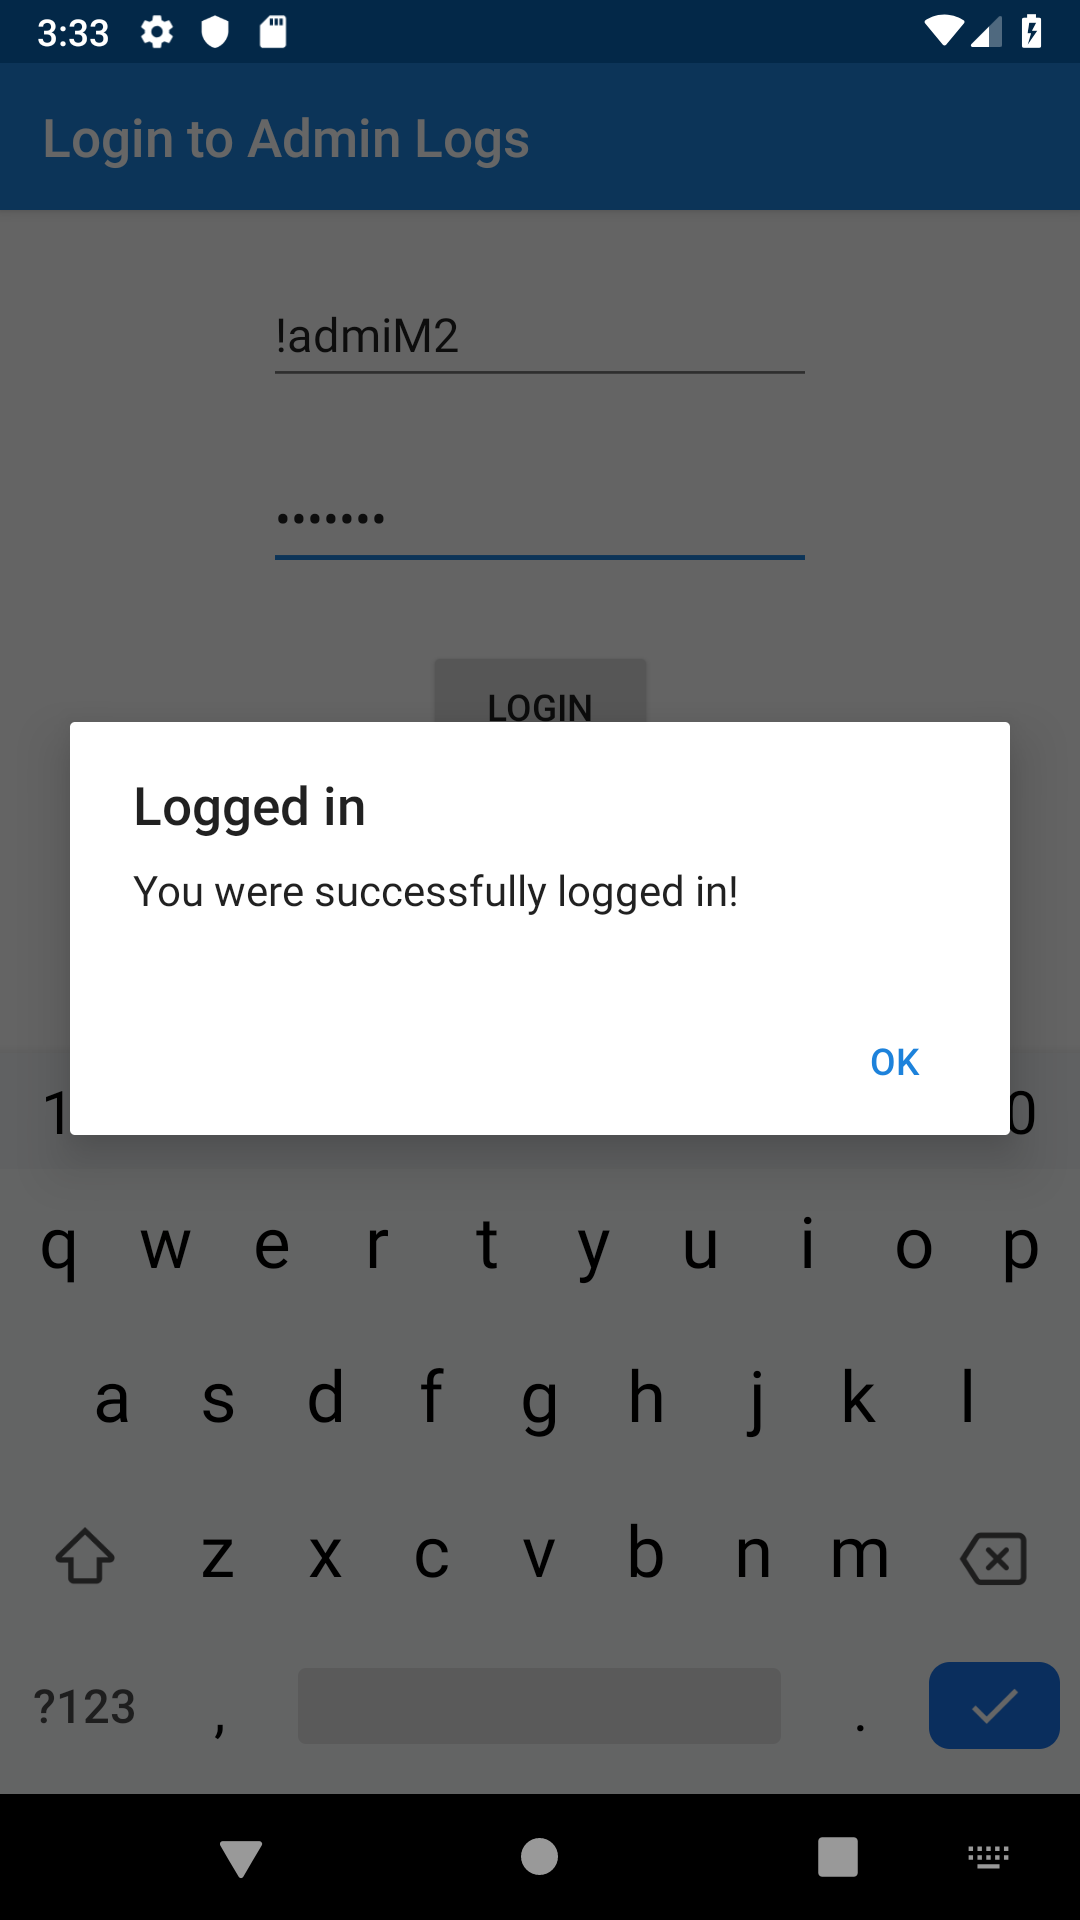 3:33
Login to Admin Logs
!admiM2
•••••••
LOGIN
Logged in
You were successfully logged in!
OK
1 0
q w e r t y u i o p
a s d f g h j k l
z x c v b n m
?123 , .